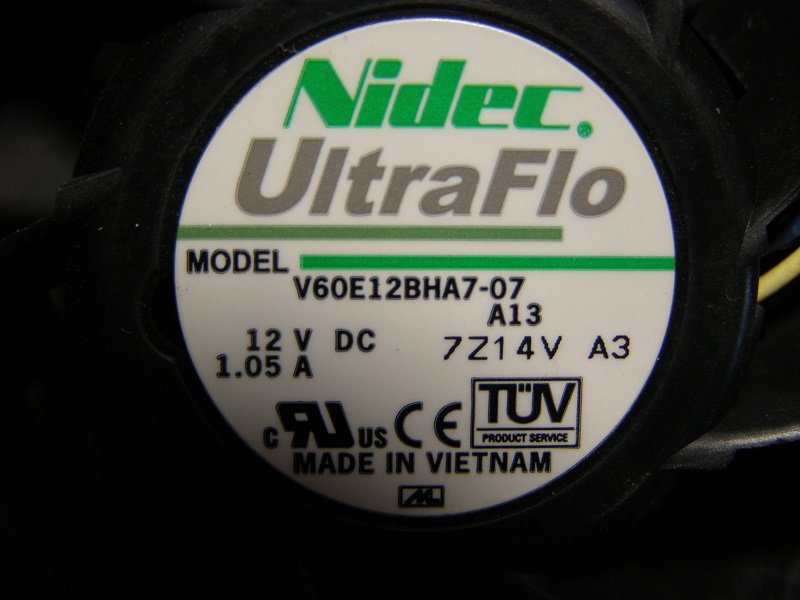 Nidec.
UltraFlo
MODEL
V60E12BHA7-07
A13
12 V DC
7Z14V A3
1.05 A
c RU US CE TÜV
PRODUCT SERVICE
MADE IN VIETNAM